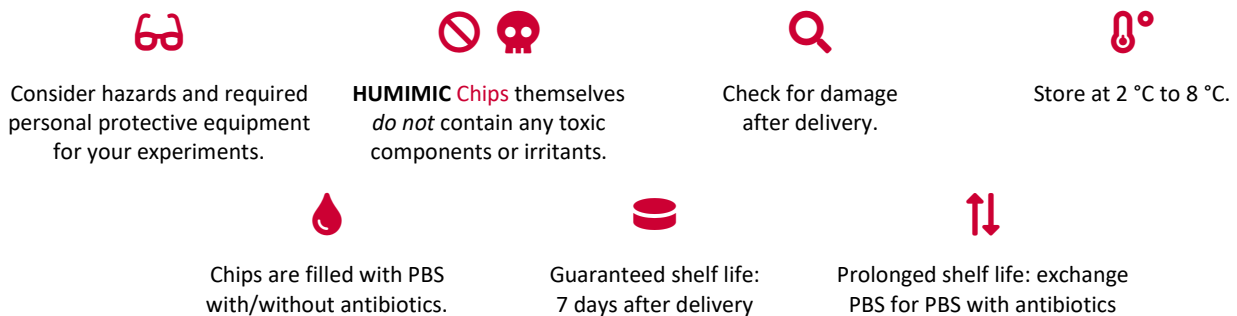 Consider hazards and required
personal protective equipment
for your experiments.
HUMIMIC Chips themselves
do not contain any toxic
components or irritants.
Check for damage
after delivery.
Store at 2 °C to 8 °C.
Chips are filled with PBS
with/without antibiotics.
Guaranteed shelf life:
7 days after delivery
Prolonged shelf life: exchange
PBS for PBS with antibiotics